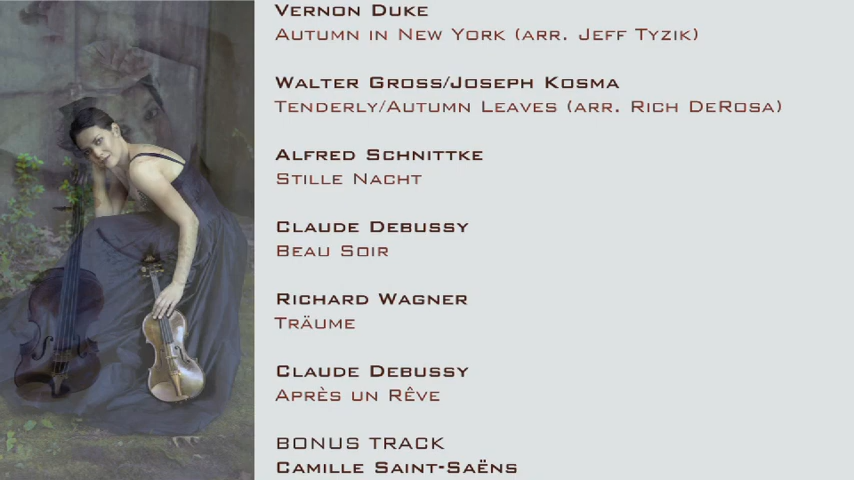 Vernon Duke
Autumn in New York (arr. Jeff Tyzik)
Walter Gross/Joseph Kosma
Tenderly/Autumn Leaves (arr. Rich DeRosa)
Alfred Schnittke
Stille Nacht
Claude Debussy
Beau Soir
Richard Wagner
Träume
Claude Debussy
Après un Rêve
BONUS TRACK
Camille Saint-Saëns